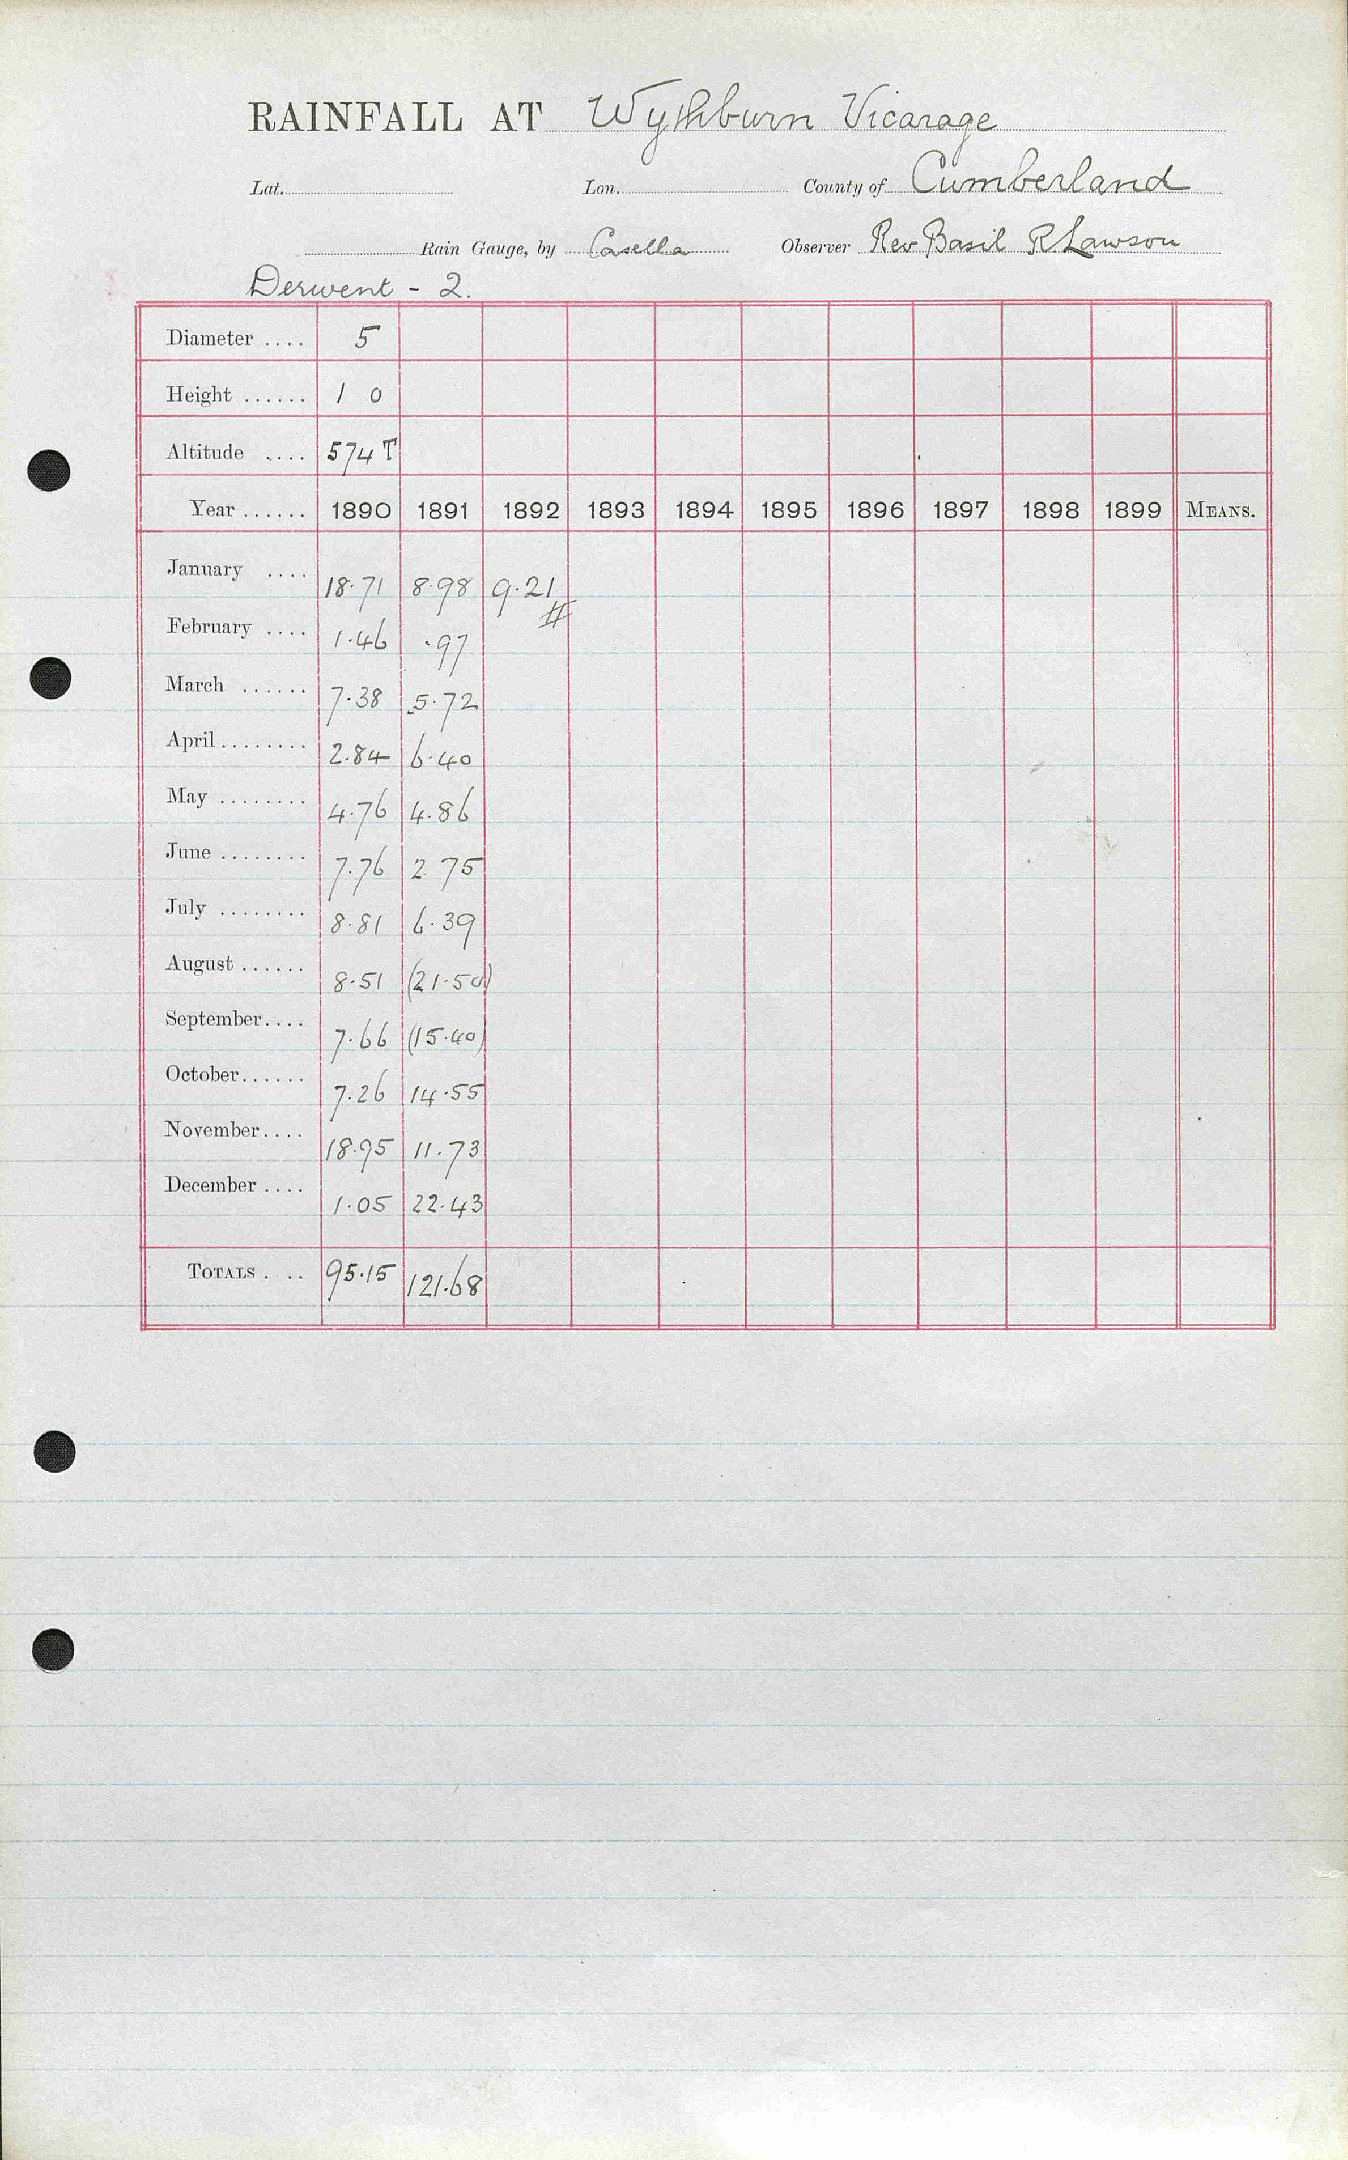 RAINFALL AT Wythburn Vicarage
Lat. Lon. County of Cumberland
Rain Gauge, by Casella Observer Rev Basil R Lawson
Derwent - 2.
Diameter .... 5
Height ...... 1 0
Altitude .... 574 T
Year ...... 1890 1891 1892 1893 1894 1895 1896 1897 1898 1899 MEANS.
January .... 18.71 8.98 9.21 #
February .... 1.46 .97
March ...... 7.38 5.72
April ........ 2.84 6.40
May ........ 4.76 4.86
June ........ 7.76 2.75
July ........ 8.81 6.39
August ...... 8.51 (21.50)
September .... 7.66 (15.40)
October ...... 7.26 14.55
November .... 18.95 11.73
December .... 1.05 22.43
TOTALS . .. 95.15 121.68